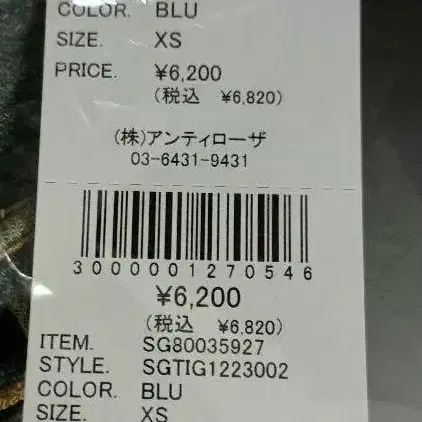 COLOR. BLU
SIZE. XS
PRICE. ¥6,200
(税込 ¥6,820)
(株)アンティローザ
03-6431-9431
3000001270546
¥6,200
(税込 ¥6,820)
ITEM. SG80035927
STYLE. SGTIG1223002
COLOR. BLU
SIZE. XS